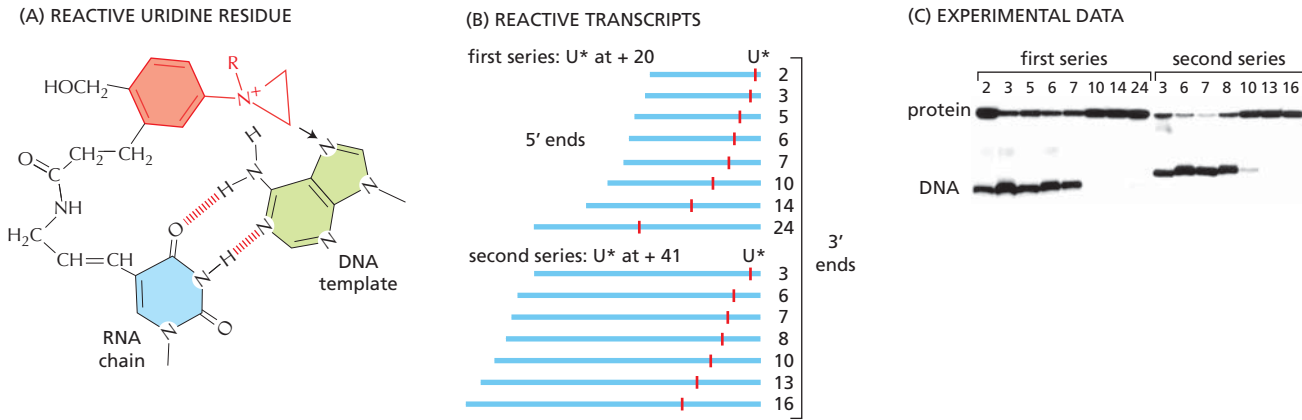 (A) REACTIVE URIDINE RESIDUE
HOCH₂
R
N⁺
CH₂—CH₂
O
C
NH
H₂C
CH=CH
O
N
H
O
N
H
N
H
N
N
N
N
RNA
chain
DNA
template
(B) REACTIVE TRANSCRIPTS
first series: U* at + 20 U*
2
3
5
5′ ends 6
7
10
14
24
second series: U* at + 41 U*
3
6
7
8
10
13
16
3′
ends
(C) EXPERIMENTAL DATA
first series second series
2 3 5 6 7 10 14 24 3 6 7 8 10 13 16
protein
DNA